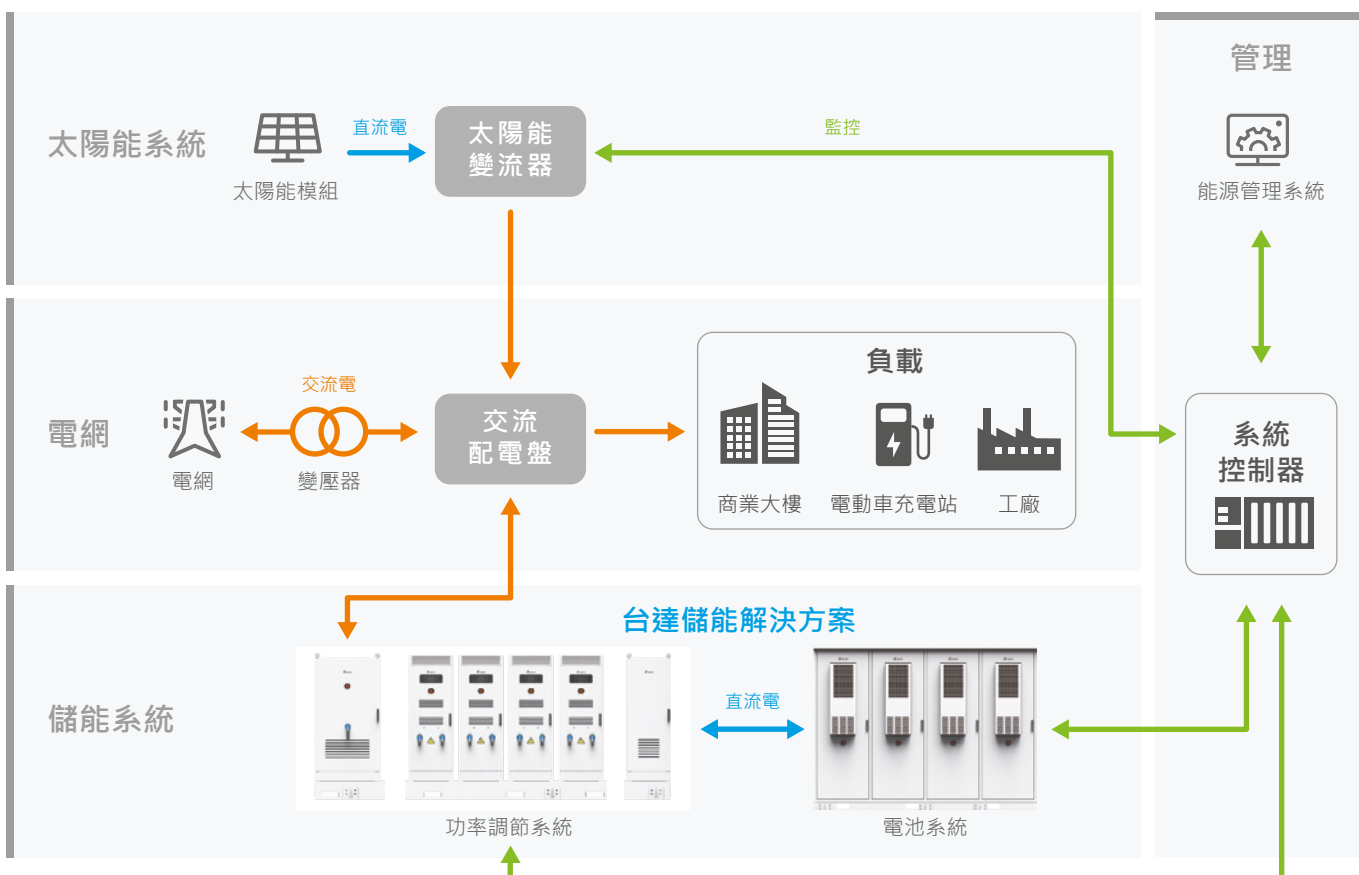 管理
太陽能系統
太陽能模組
直流電
太陽能
變流器
監控
能源管理系統
電網
電網
交流電
變壓器
交流
配電盤
負載
商業大樓
電動車充電站
工廠
系統
控制器
台達儲能解決方案
儲能系統
功率調節系統
直流電
電池系統